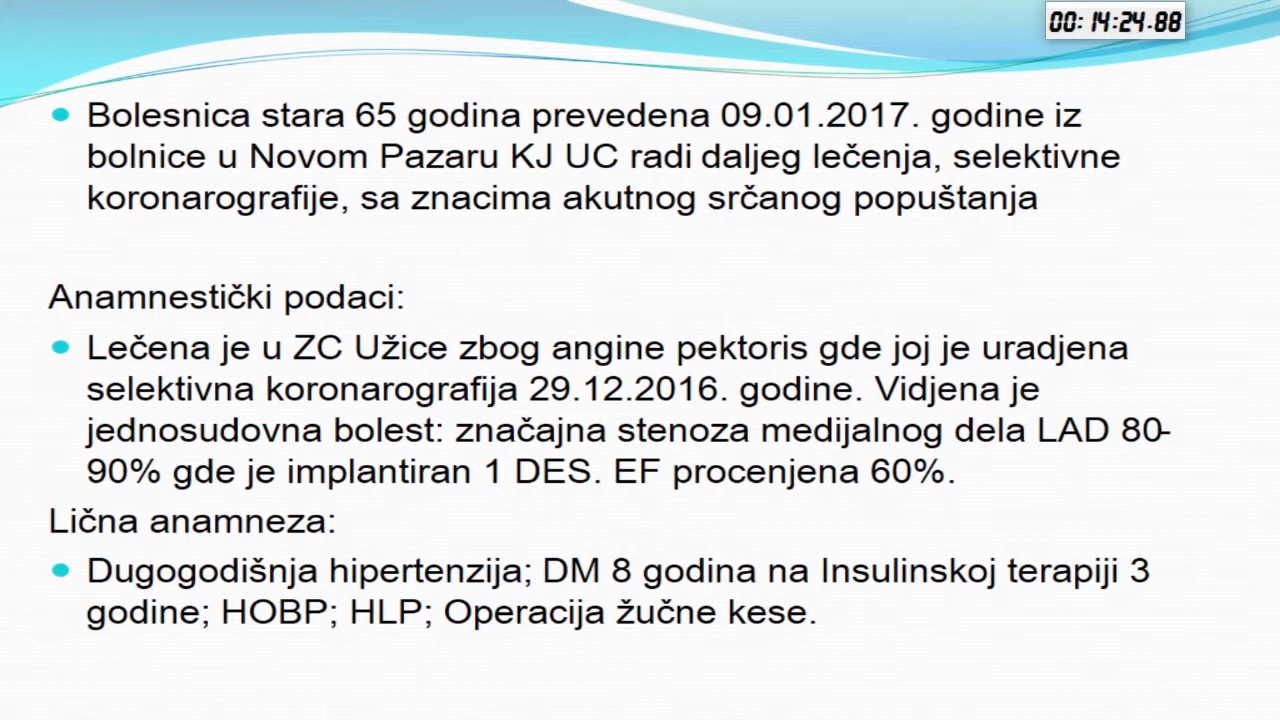 00:14:24.88
Bolesnica stara 65 godina prevedena 09.01.2017. godine iz
bolnice u Novom Pazaru KJ UC radi daljeg lečenja, selektivne
koronarografije, sa znacima akutnog srčanog popuštanja
Anamnestički podaci:
Lečena je u ZC Užice zbog angine pektoris gde joj je uradjena
selektivna koronarografija 29.12.2016. godine. Vidjena je
jednosudovna bolest: značajna stenoza medijalnog dela LAD 80-
90% gde je implantiran 1 DES. EF procenjena 60%.
Lična anamneza:
Dugogodišnja hipertenzija; DM 8 godina na Insulinskoj terapiji 3
godine; HOBP; HLP; Operacija žučne kese.